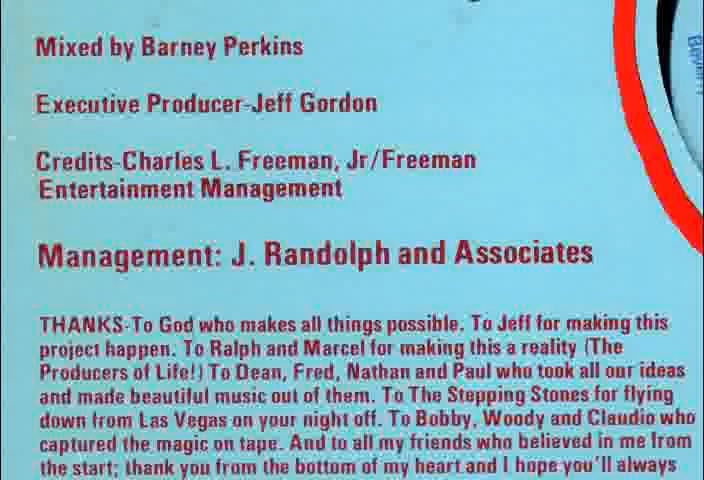 Mixed by Barney Perkins
Executive Producer-Jeff Gordon
Credits-Charles L. Freeman, Jr/Freeman
Entertainment Management
Management: J. Randolph and Associates
THANKS-To God who makes all things possible. To Jeff for making this
project happen. To Ralph and Marcel for making this a reality (The
Producers of Life!) To Dean, Fred, Nathan and Paul who took all our ideas
and made beautiful music out of them. To The Stepping Stones for flying
down from Las Vegas on your night off. To Bobby, Woody and Claudio who
captured the magic on tape. And to all my friends who believed in me from
the start; thank you from the bottom of my heart and I hope you'll always